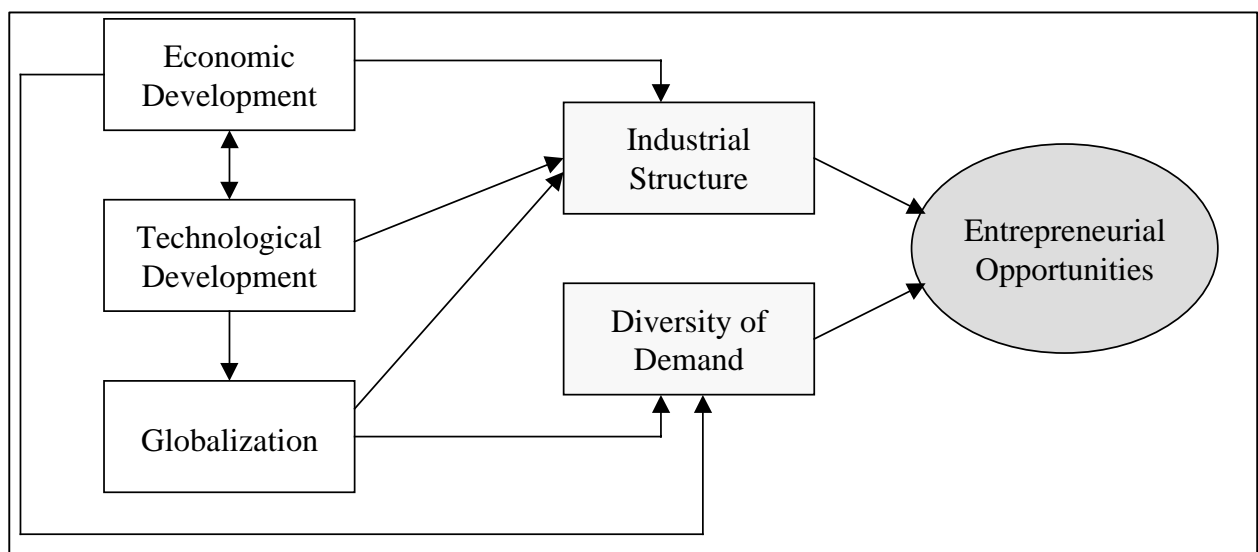 Economic
Development
Technological
Development
Globalization
Industrial
Structure
Diversity of
Demand
Entrepreneurial
Opportunities